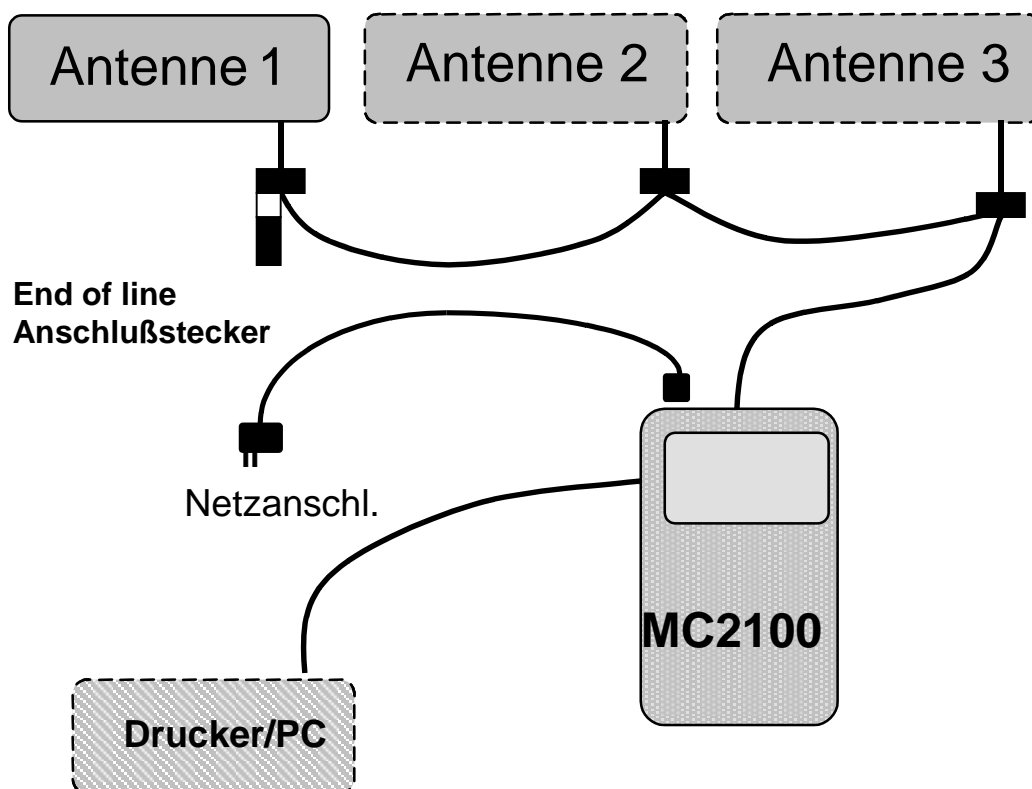 Antenne 1
Antenne 2
Antenne 3
End of line
Anschlußstecker
Netzanschl.
MC2100
Drucker/PC